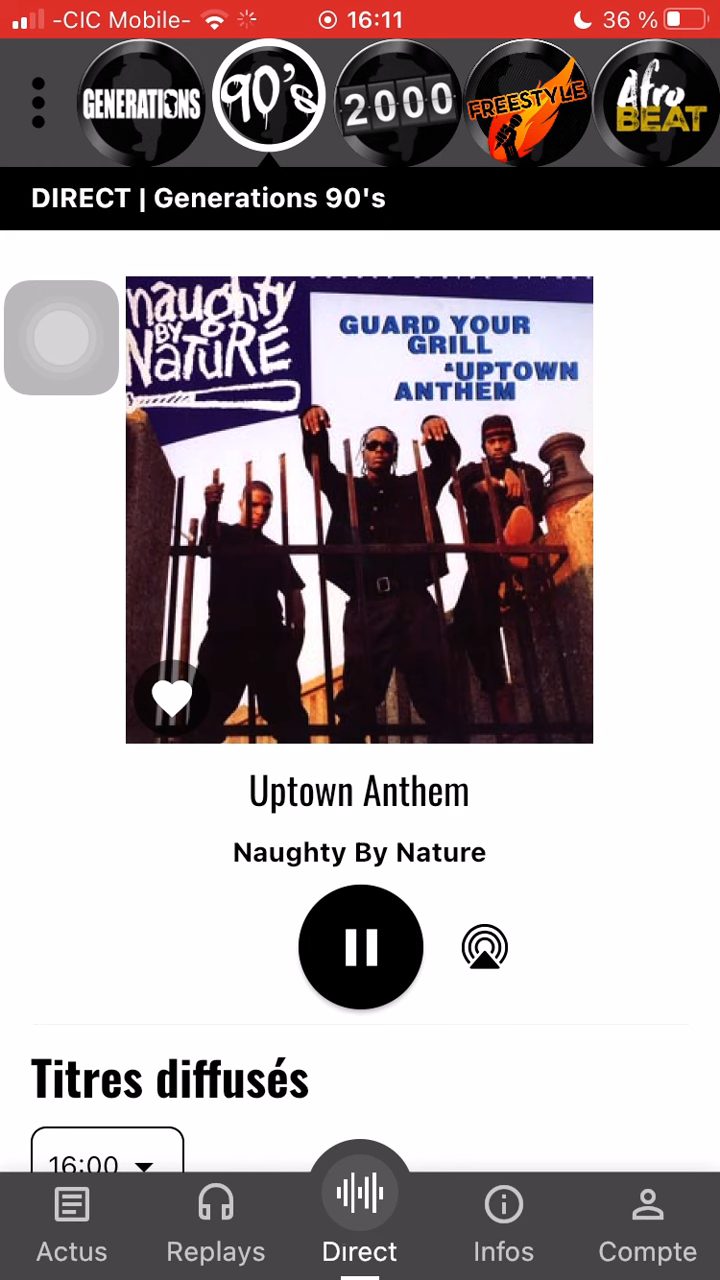 -CIC Mobile-
16:11
36 %
GENERATIONS
90's
2000
FREESTYLE
Afro
BEAT
DIRECT | Generations 90's
naughty
BY
NATURE
GUARD YOUR
GRILL
&UPTOWN
ANTHEM
Uptown Anthem
Naughty By Nature
Titres diffusés
16:00
Actus
Replays
Direct
Infos
Compte